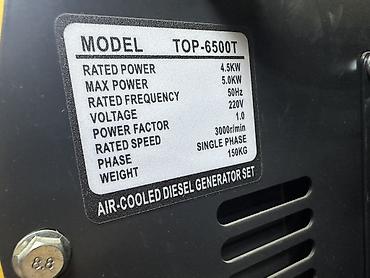 MODEL TOP-6500T
RATED POWER 4.5KW
MAX POWER 5.0KW
RATED FREQUENCY 50Hz
VOLTAGE 220V
POWER FACTOR 1.0
RATED SPEED 3000r/min
PHASE SINGLE PHASE
WEIGHT 150KG
AIR-COOLED DIESEL GENERATOR SET
8.8